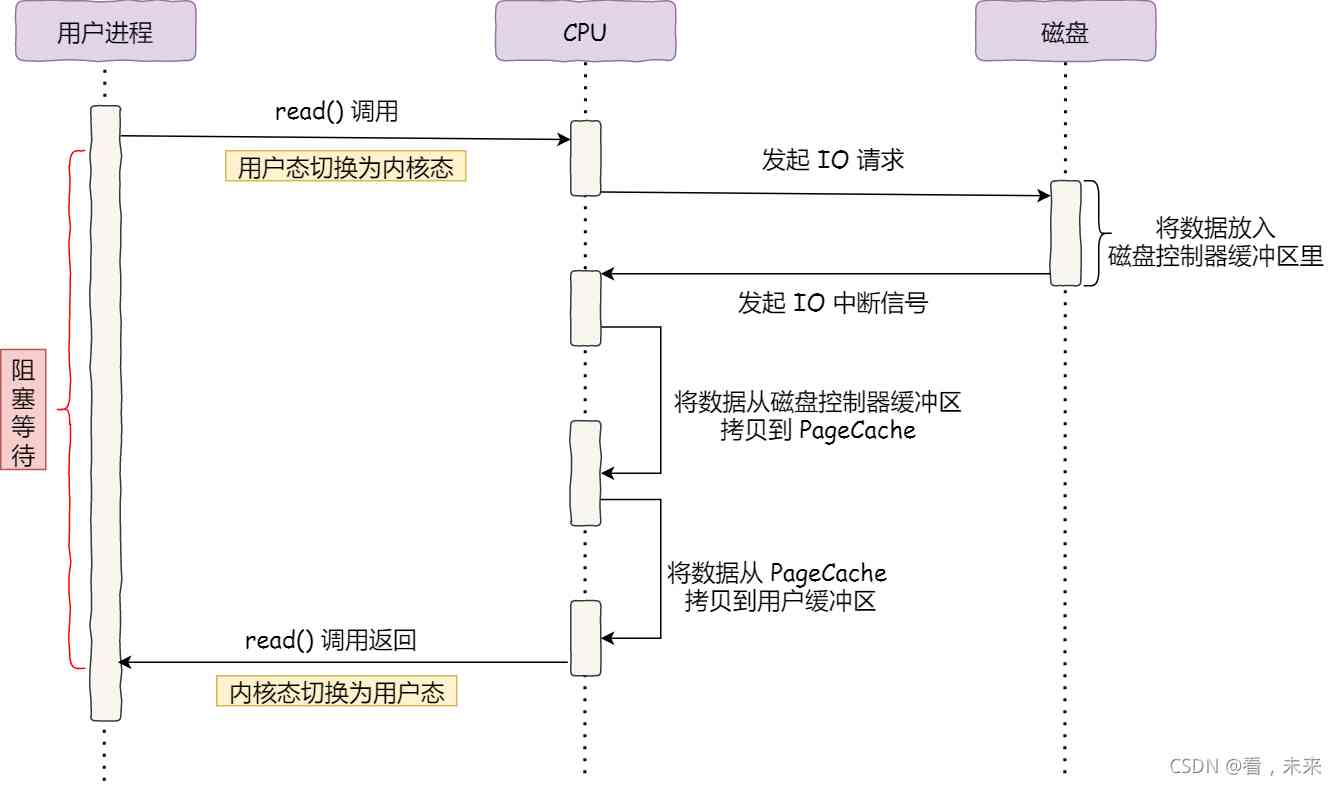 用户进程
CPU
磁盘
read() 调用
用户态切换为内核态
发起 IO 请求
将数据放入
磁盘控制器缓冲区里
发起 IO 中断信号
阻
塞
等
待
将数据从磁盘控制器缓冲区
拷贝到 PageCache
将数据从 PageCache
拷贝到用户缓冲区
read() 调用返回
内核态切换为用户态
CSDN @看，未来